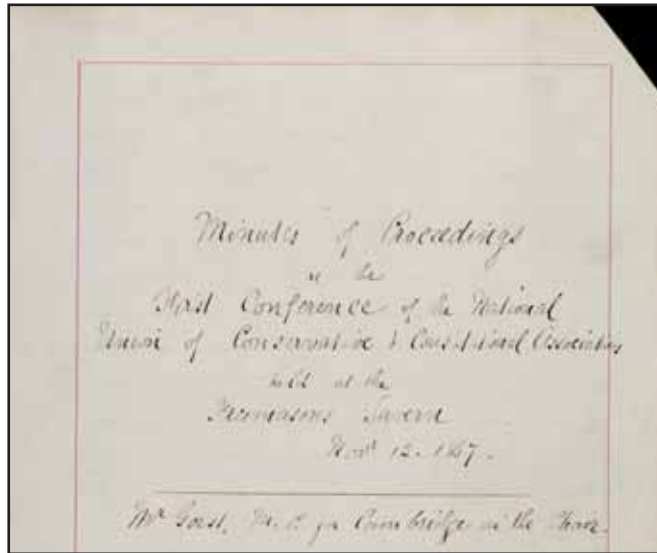 Minutes of Proceedings
at the
First Conference of the National
Union of Conservative & Constitutional Associations
held at the
Freemasons Tavern
Novr 12. 1867.
Mr Gorst, M.P. for Cambridge in the Chair.